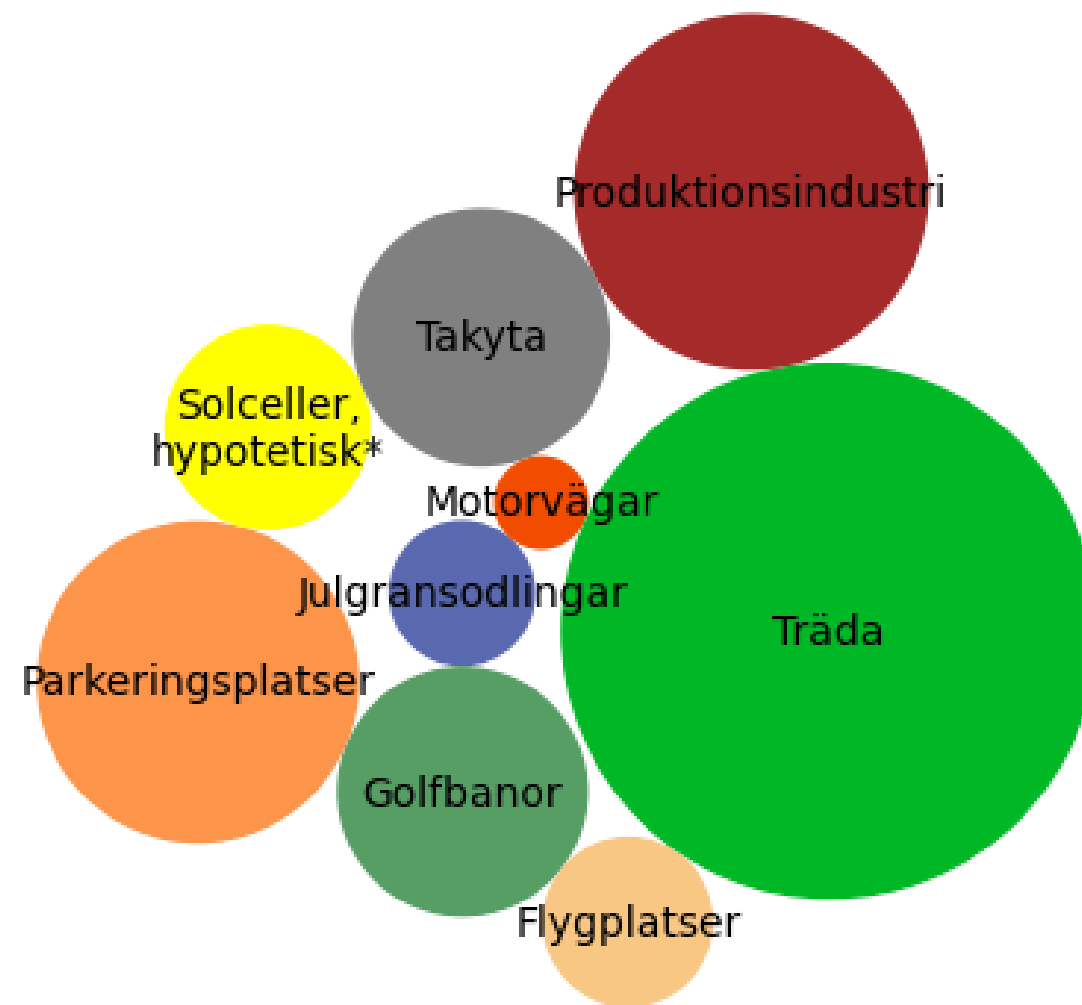 Produktionsindustri
Takyta
Solceller,
hypotetisk*
Motorvägar
Julgransodlingar
Träda
Parkeringsplatser
Golfbanor
Flygplatser